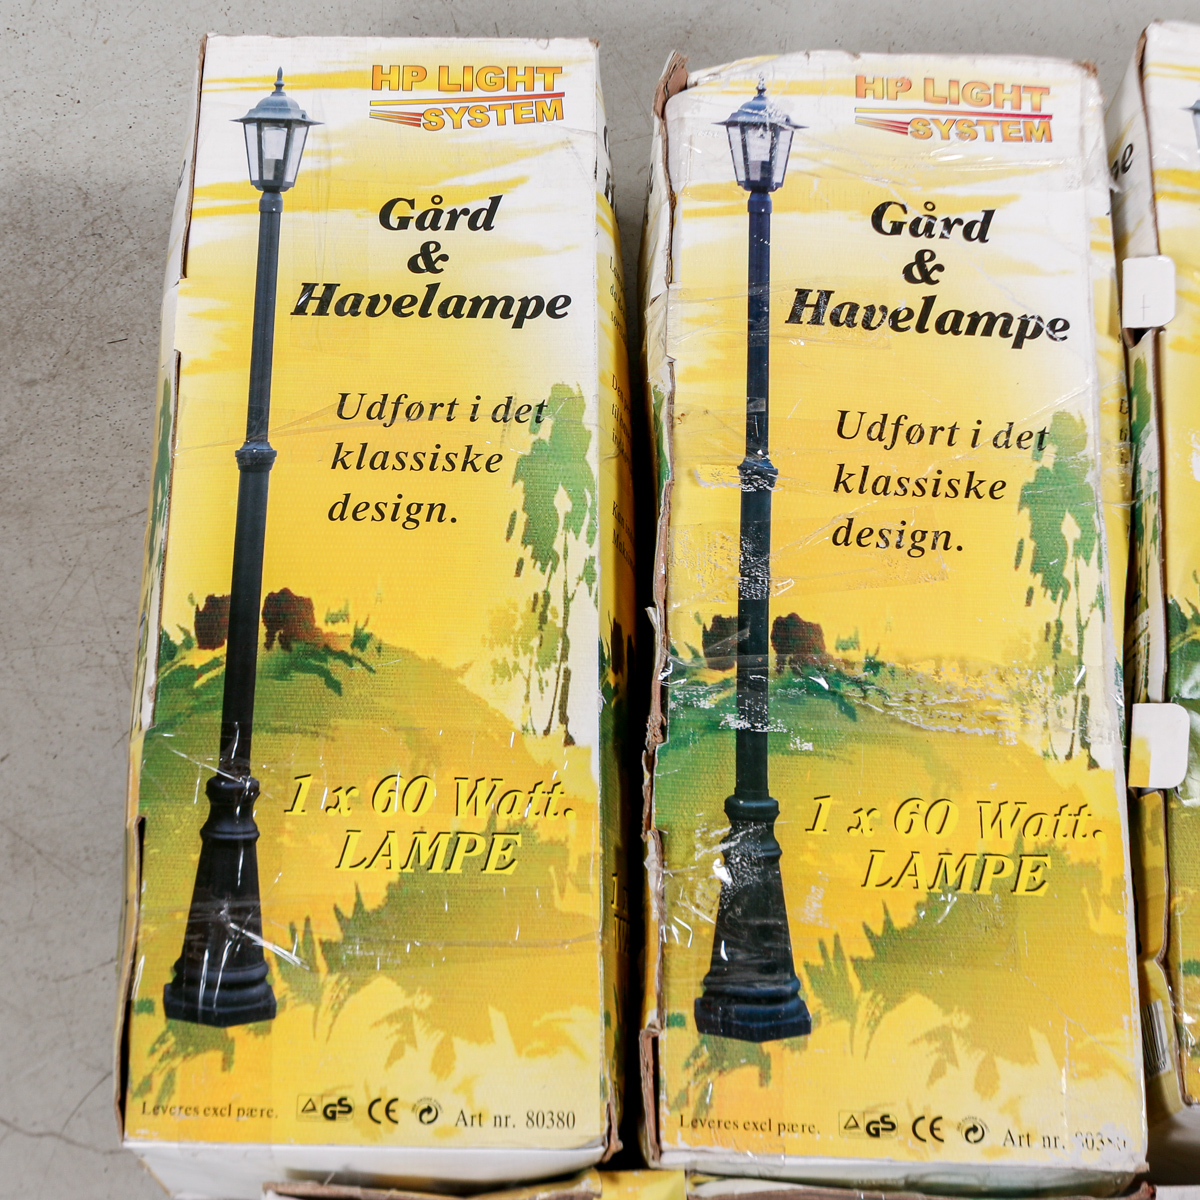 HP LIGHT
SYSTEM
Gård
&
Havelampe
Udført i det
klassiske
design.
1 x 60 Watt.
LAMPE
Leveres excl pære.
GS
CE
Art nr. 80380
HP LIGHT
SYSTEM
Gård
&
Havelampe
Udført i det
klassiske
design.
1 x 60 Watt.
LAMPE
Leveres excl pære.
GS
CE
Art nr.